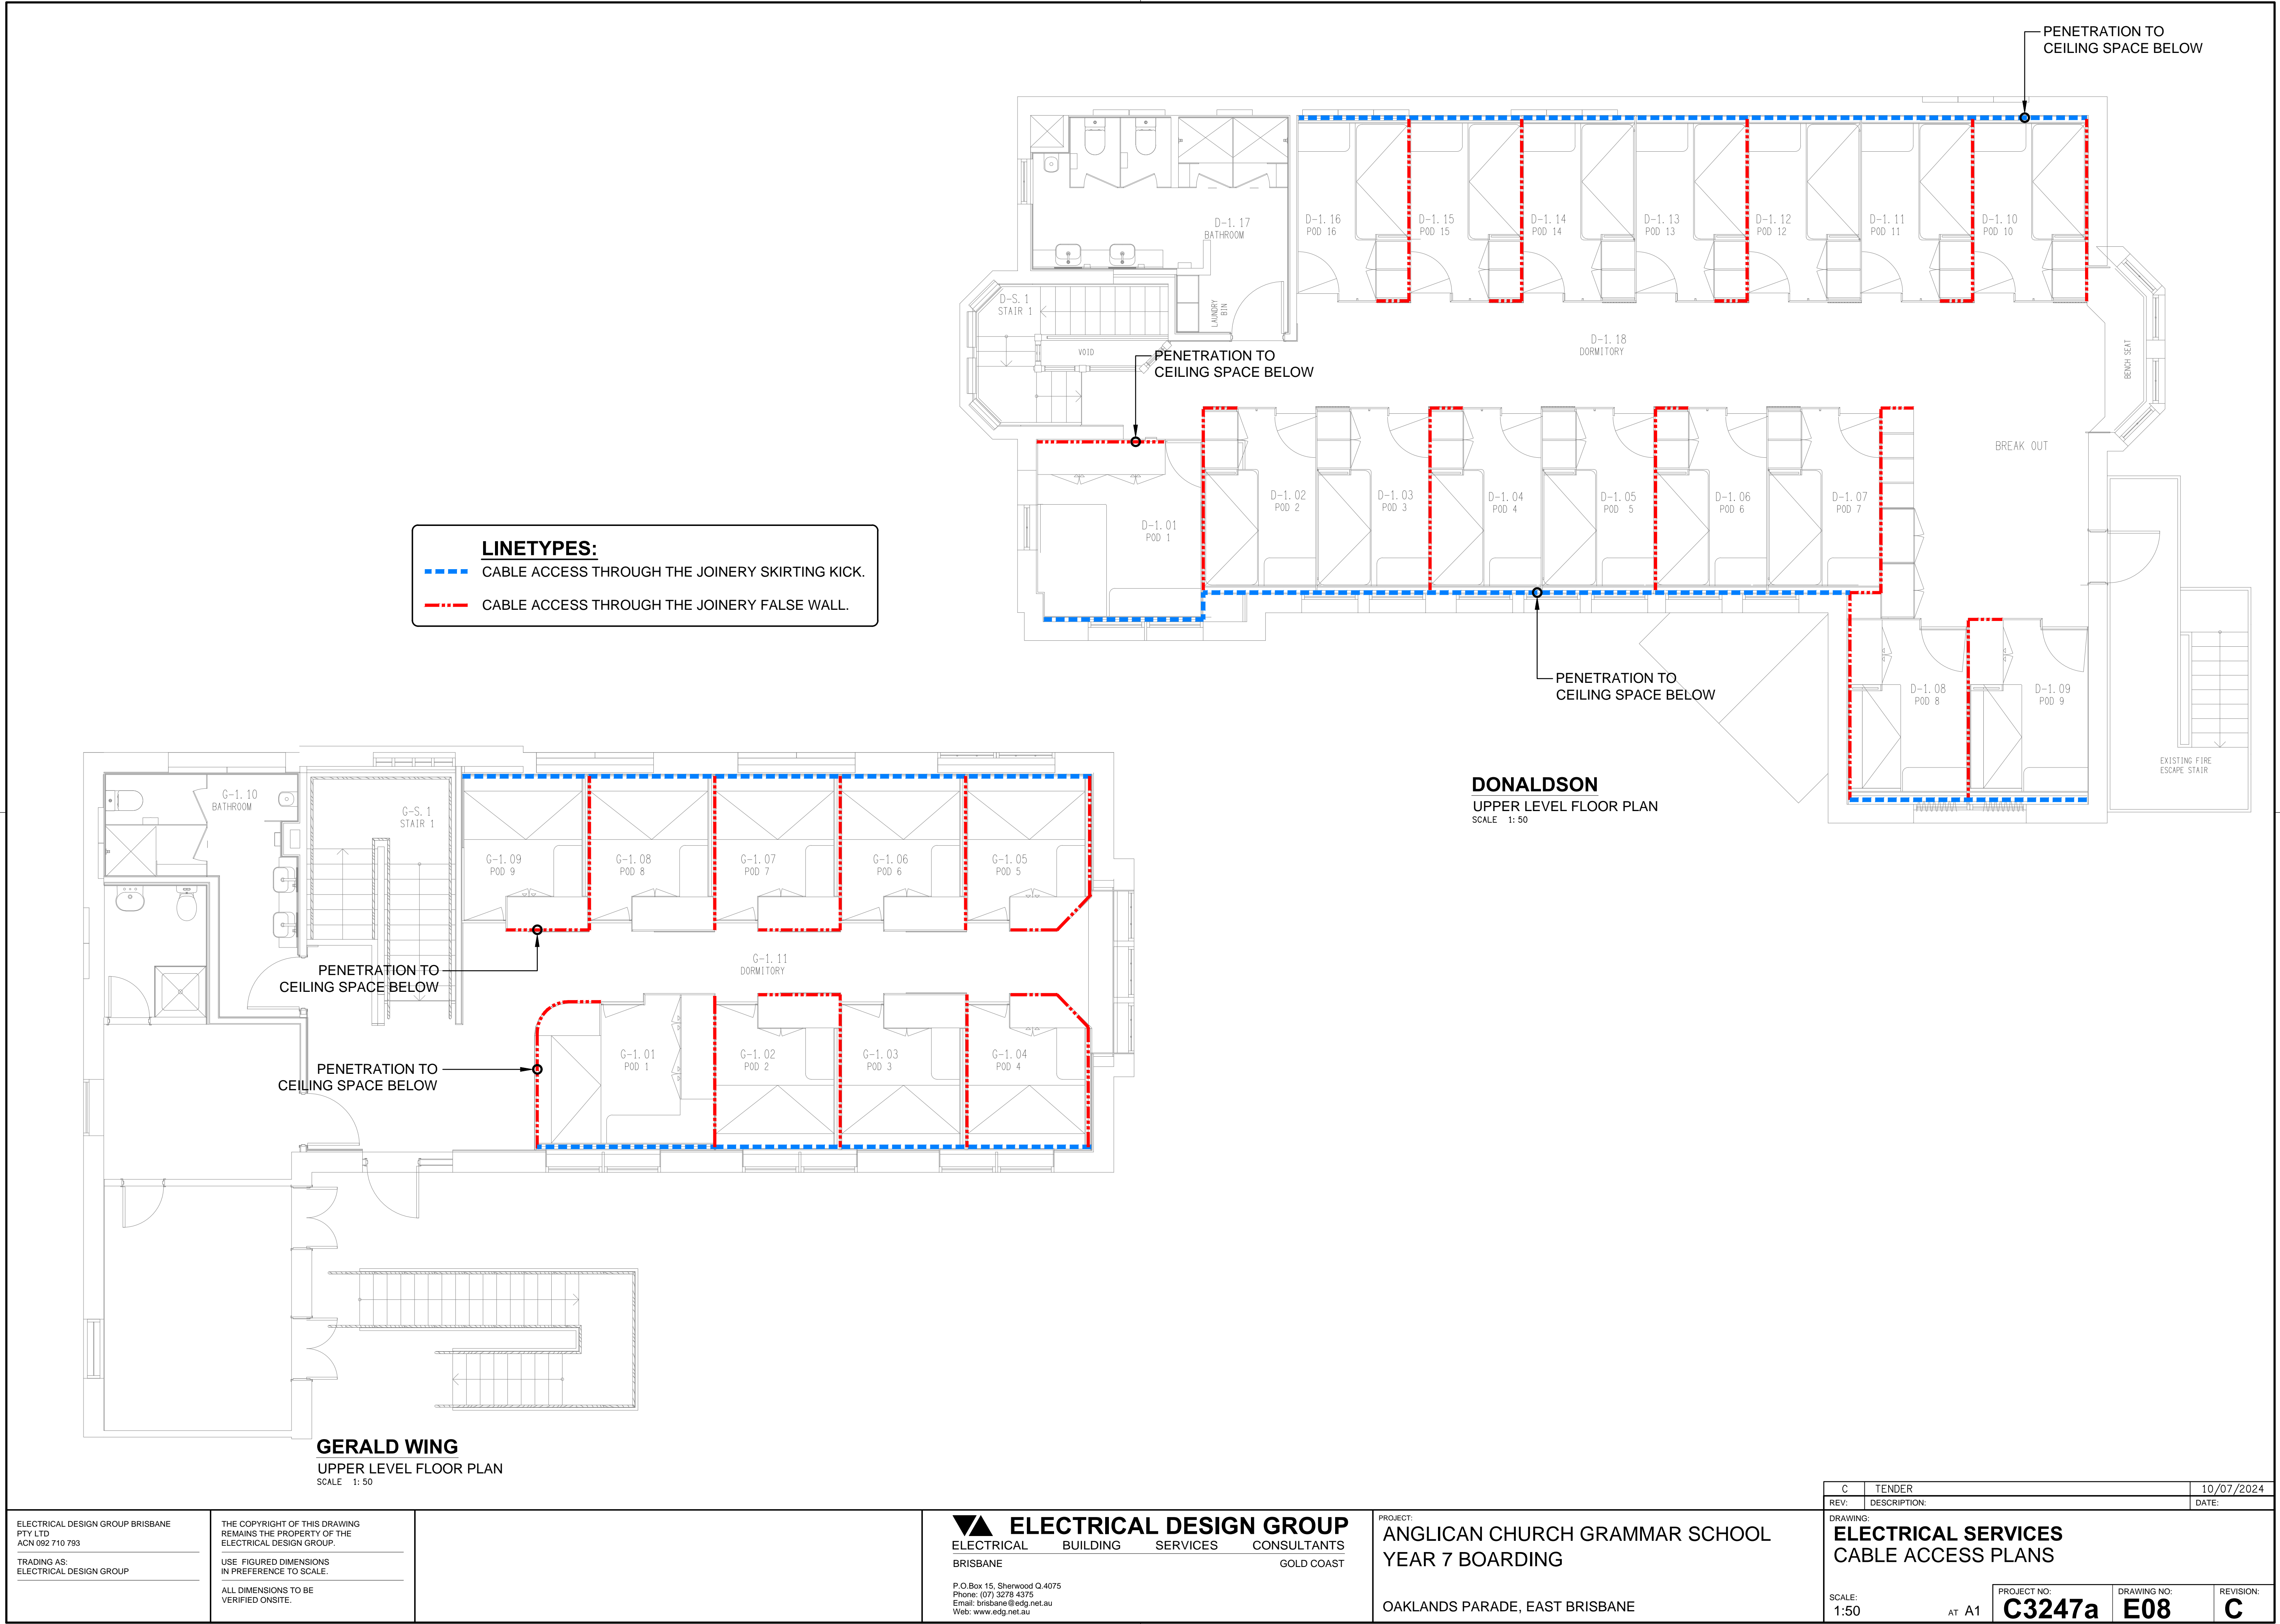 PENETRATION TO
CEILING SPACE BELOW
D-1.17
BATHROOM
D-1.16
POD 16
D-1.15
POD 15
D-1.14
POD 14
D-1.13
POD 13
D-1.12
POD 12
D-1.11
POD 11
D-1.10
POD 10
D-S.1
STAIR 1
LAUNDRY
BIN
VOID
PENETRATION TO
CEILING SPACE BELOW
D-1.18
DORMITORY
BENCH SEAT
BREAK OUT
D-1.01
POD 1
D-1.02
POD 2
D-1.03
POD 3
D-1.04
POD 4
D-1.05
POD 5
D-1.06
POD 6
D-1.07
POD 7
PENETRATION TO
CEILING SPACE BELOW
D-1.08
POD 8
D-1.09
POD 9
EXISTING FIRE
ESCAPE STAIR
DONALDSON
UPPER LEVEL FLOOR PLAN
SCALE 1:50
LINETYPES:
CABLE ACCESS THROUGH THE JOINERY SKIRTING KICK.
CABLE ACCESS THROUGH THE JOINERY FALSE WALL.
G-1.10
BATHROOM
G-S.1
STAIR 1
G-1.09
POD 9
G-1.08
POD 8
G-1.07
POD 7
G-1.06
POD 6
G-1.05
POD 5
PENETRATION TO
CEILING SPACE BELOW
G-1.11
DORMITORY
PENETRATION TO
CEILING SPACE BELOW
G-1.01
POD 1
G-1.02
POD 2
G-1.03
POD 3
G-1.04
POD 4
GERALD WING
UPPER LEVEL FLOOR PLAN
SCALE 1:50
ELECTRICAL DESIGN GROUP BRISBANE
PTY LTD
ACN 092 710 793
TRADING AS:
ELECTRICAL DESIGN GROUP
THE COPYRIGHT OF THIS DRAWING
REMAINS THE PROPERTY OF THE
ELECTRICAL DESIGN GROUP.
USE FIGURED DIMENSIONS
IN PREFERENCE TO SCALE.
ALL DIMENSIONS TO BE
VERIFIED ONSITE.
ELECTRICAL DESIGN GROUP
ELECTRICAL BUILDING SERVICES CONSULTANTS
BRISBANE GOLD COAST
P.O.Box 15, Sherwood Q.4075
Phone: (07) 3278 4375
Email: brisbane@edg.net.au
Web: www.edg.net.au
PROJECT:
ANGLICAN CHURCH GRAMMAR SCHOOL
YEAR 7 BOARDING
OAKLANDS PARADE, EAST BRISBANE
C TENDER 10/07/2024
REV: DESCRIPTION: DATE:
DRAWING:
ELECTRICAL SERVICES
CABLE ACCESS PLANS
SCALE:
1:50 AT A1
PROJECT NO:
C3247a
DRAWING NO:
E08
REVISION:
C